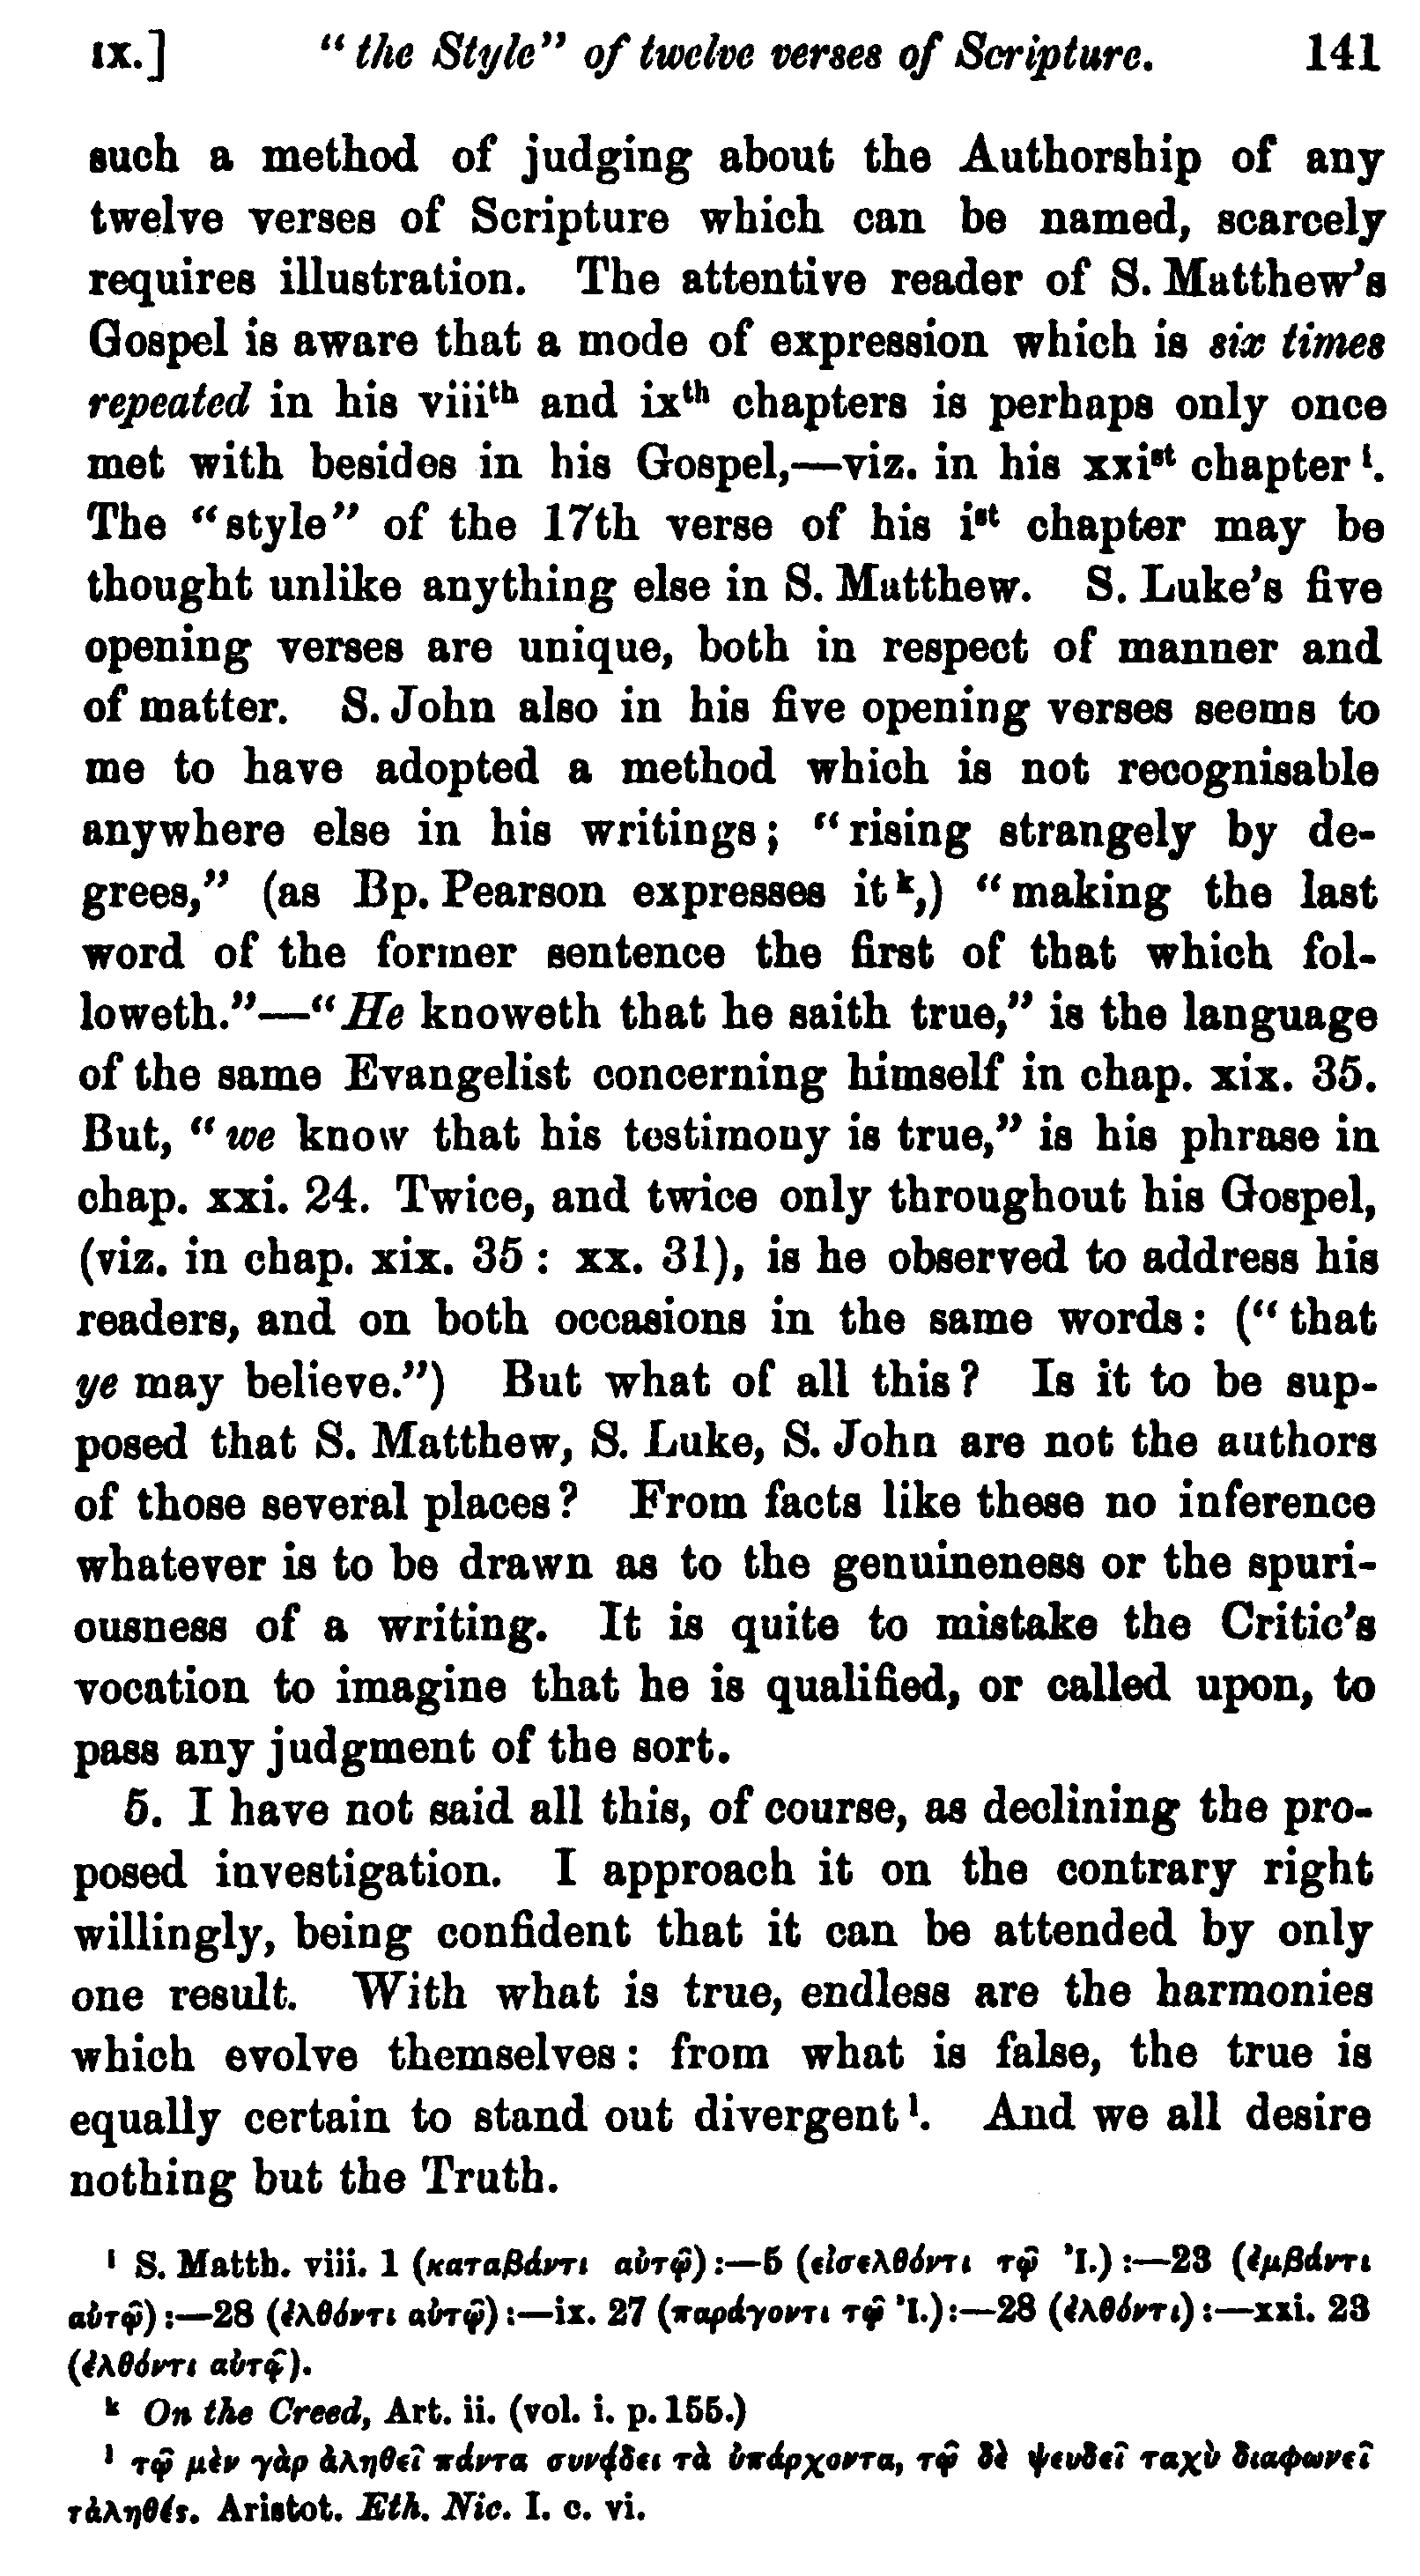 IX.] “the Style” of twelve verses of Scripture. 141
such a method of judging about the Authorship of any
twelve verses of Scripture which can be named, scarcely
requires illustration. The attentive reader of S. Matthew’s
Gospel is aware that a mode of expression which is six times
repeated in his viiiᵗʰ and ixᵗʰ chapters is perhaps only once
met with besides in his Gospel,—viz. in his xxiˢᵗ chapter ⁱ.
The “style” of the 17th verse of his iˢᵗ chapter may be
thought unlike anything else in S. Matthew. S. Luke’s five
opening verses are unique, both in respect of manner and
of matter. S. John also in his five opening verses seems to
me to have adopted a method which is not recognisable
anywhere else in his writings; “rising strangely by de-
grees,” (as Bp. Pearson expresses it ᵏ,) “making the last
word of the former sentence the first of that which fol-
loweth.”—“He knoweth that he saith true,” is the language
of the same Evangelist concerning himself in chap. xix. 35.
But, “we know that his testimony is true,” is his phrase in
chap. xxi. 24. Twice, and twice only throughout his Gospel,
(viz. in chap. xix. 35 : xx. 31), is he observed to address his
readers, and on both occasions in the same words: (“that
ye may believe.”) But what of all this? Is it to be sup-
posed that S. Matthew, S. Luke, S. John are not the authors
of those several places? From facts like these no inference
whatever is to be drawn as to the genuineness or the spuri-
ousness of a writing. It is quite to mistake the Critic’s
vocation to imagine that he is qualified, or called upon, to
pass any judgment of the sort.
5. I have not said all this, of course, as declining the pro-
posed investigation. I approach it on the contrary right
willingly, being confident that it can be attended by only
one result. With what is true, endless are the harmonies
which evolve themselves: from what is false, the true is
equally certain to stand out divergent ˡ. And we all desire
nothing but the Truth.
ⁱ S. Matth. viii. 1 (καταβάντι αὐτῷ):—5 (εἰσελθόντι τῷ Ἰ.):—23 (ἐμβάντι
αὐτῷ):—28 (ἐλθόντι αὐτῷ):—ix. 27 (παράγοντι τῷ Ἰ.):—28 (ἐλθόντι):—xxi. 23
(ἐλθόντι αὐτῷ).
ᵏ On the Creed, Art. ii. (vol. i. p. 155.)
ˡ τῷ μὲν γὰρ ἀληθεῖ πάντα συνᾴδει τὰ ὑπάρχοντα, τῷ δὲ ψευδεῖ ταχὺ διαφωνεῖ
τἀληθές. Aristot. Eth. Nic. I. c. vi.